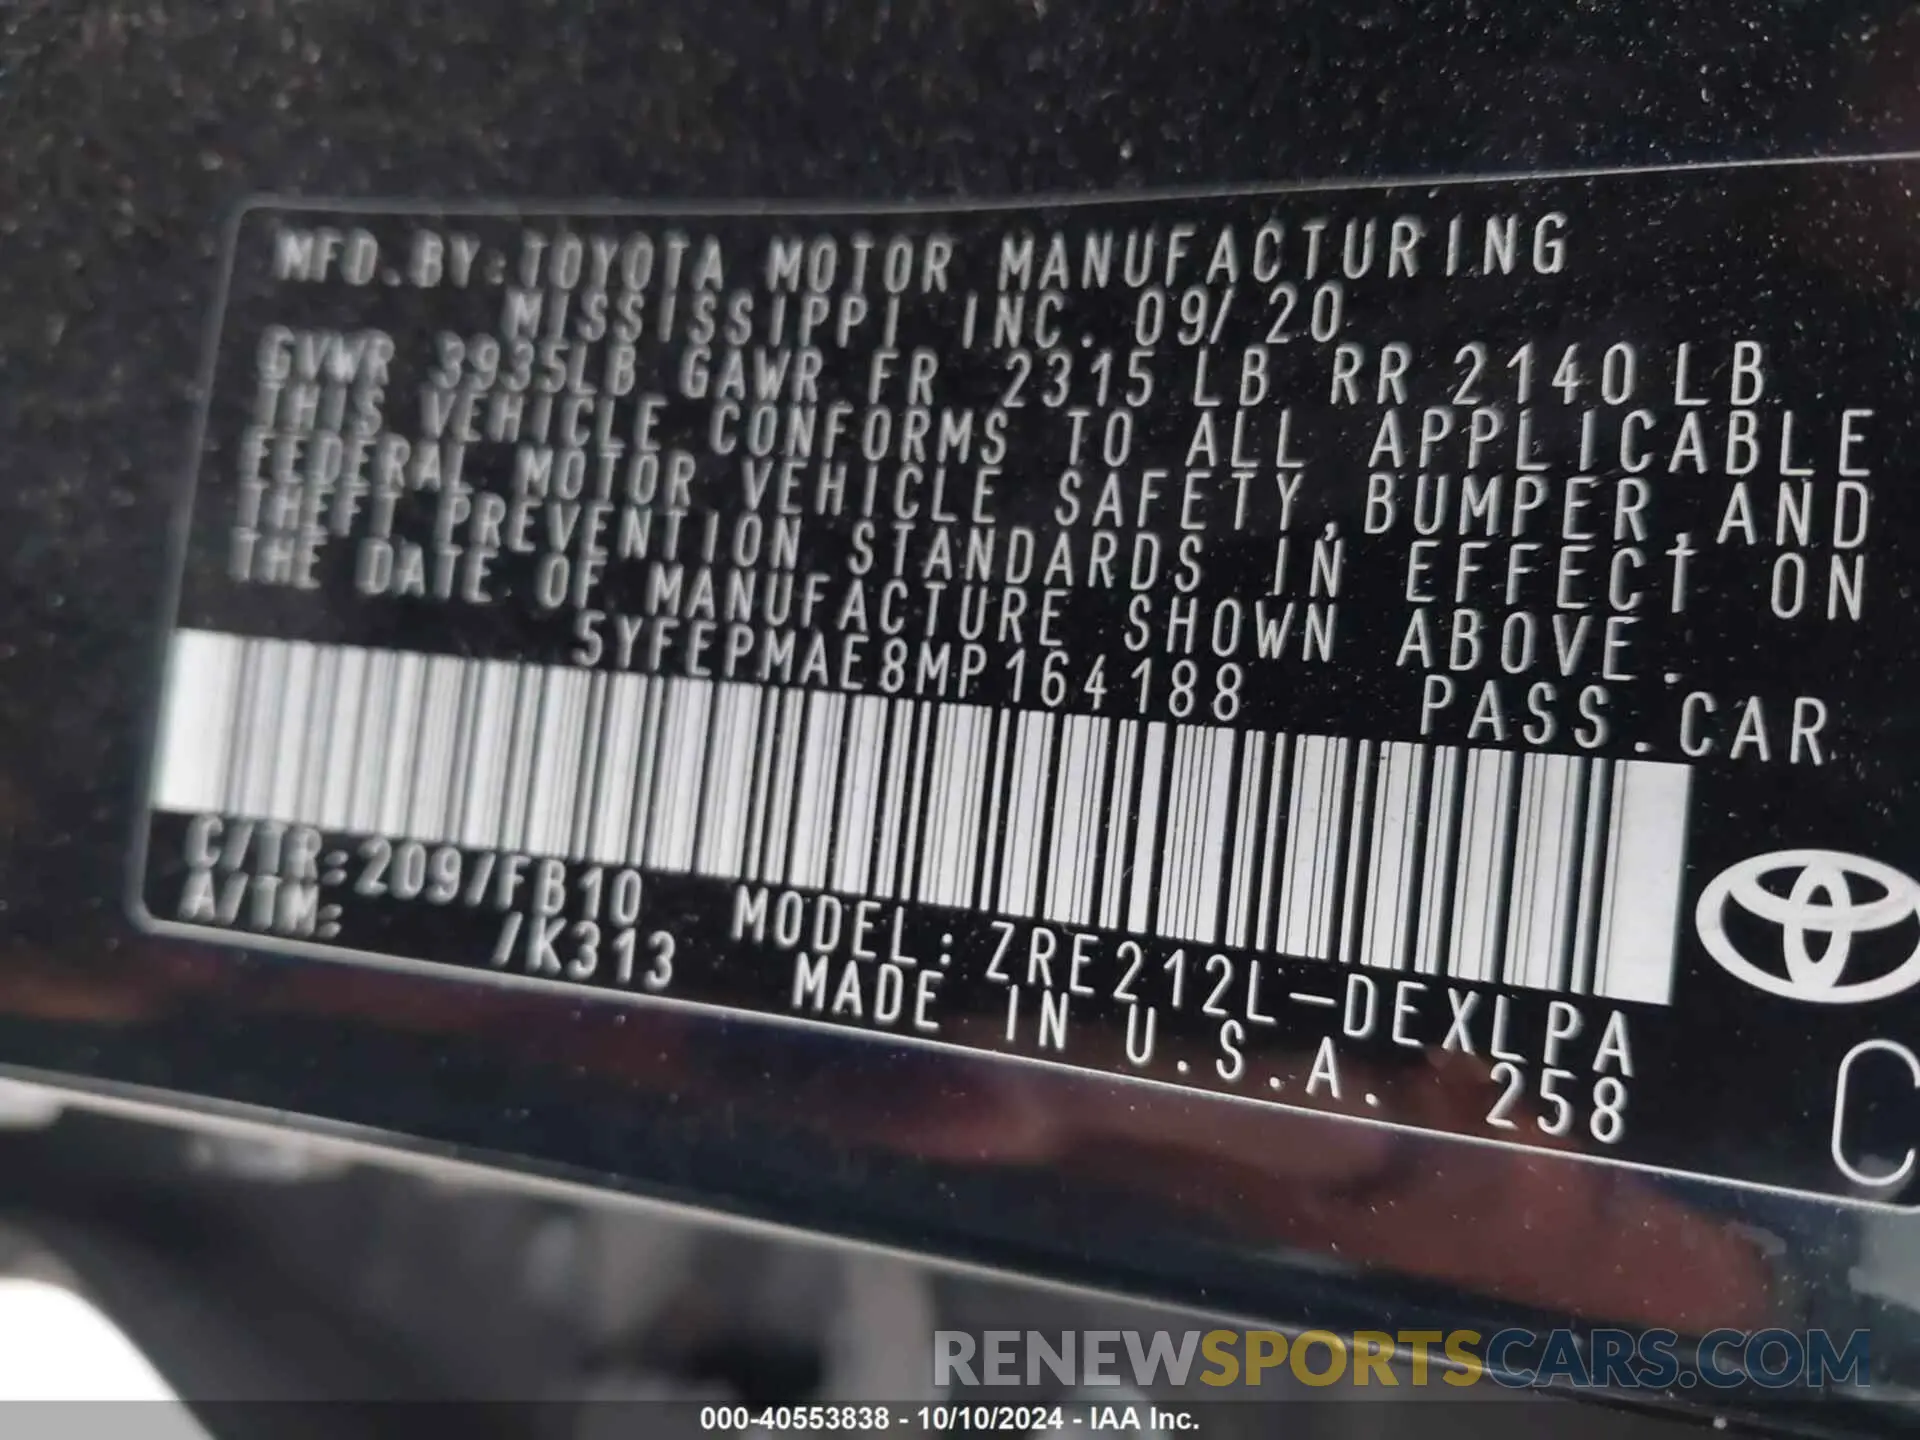 MFD.BY:TOYOTA MOTOR MANUFACTURING
MISSISSIPPI INC. 09/20
GVWR 3935LB GAWR FR 2315LB RR 2140LB
THIS VEHICLE CONFORMS TO ALL APPLICABLE
FEDERAL MOTOR VEHICLE SAFETY,BUMPER,AND
THEFT PREVENTION STANDARDS IN EFFECT ON
THE DATE OF MANUFACTURE SHOWN ABOVE.
5YFEPMAE8MP164188 PASS.CAR
C/TR:209/FB10 MODEL:ZRE212L-DEXLPA
A/TM: /K313 MADE IN U.S.A. 258
C
RENEWSPORTSCARS.COM
000-40553838 - 10/10/2024 - IAA Inc.